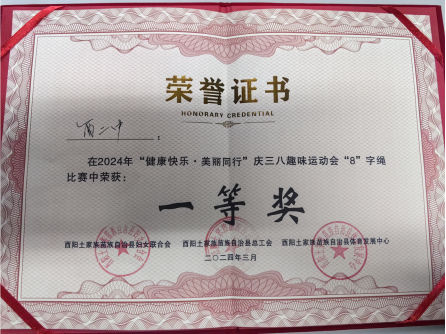 荣誉证书
HONORARY CREDENTIAL
酉二中：
在2024年“健康快乐·美丽同行”庆三八趣味运动会“8”字绳
比赛中荣获：
一等奖
酉阳土家族苗族自治县妇女联合会 酉阳土家族苗族自治县总工会 酉阳土家族苗族自治县体育发展中心
二〇二四年三月